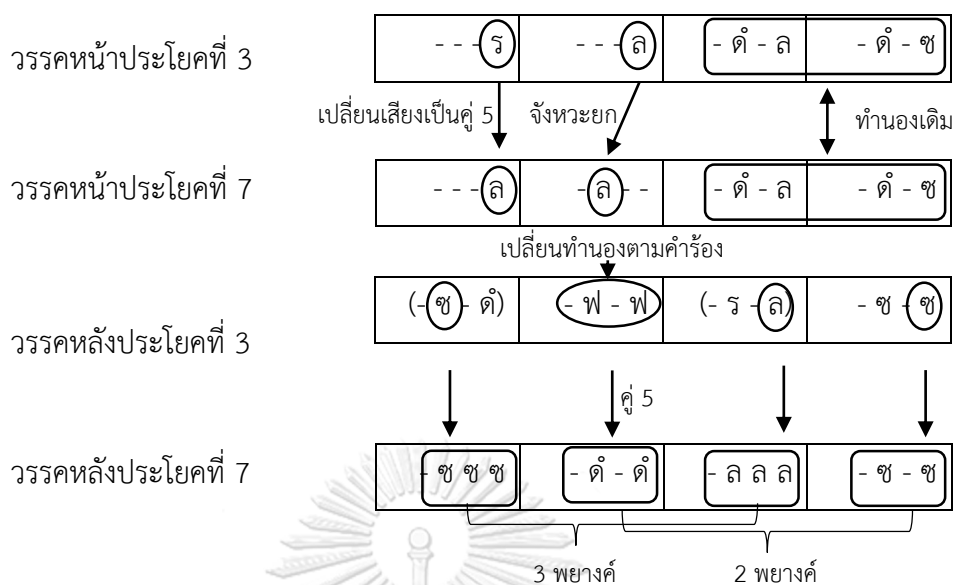 วรรคหน้าประโยคที่ 3 - - - ร - - - ล - ดํ - ล - ดํ - ซ
เปลี่ยนเสียงเป็นคู่ 5 จังหวะยก ทำนองเดิม
วรรคหน้าประโยคที่ 7 - - - ล - ล - - - ดํ - ล - ดํ - ซ
เปลี่ยนทำนองตามคำร้อง
วรรคหลังประโยคที่ 3 (- ซ - ดํ) - ฟ - ฟ (- ร - ล) - ซ - ซ
คู่ 5
วรรคหลังประโยคที่ 7 - ซ ซ ซ - ดํ - ดํ - ล ล ล - ซ - ซ
3 พยางค์ 2 พยางค์